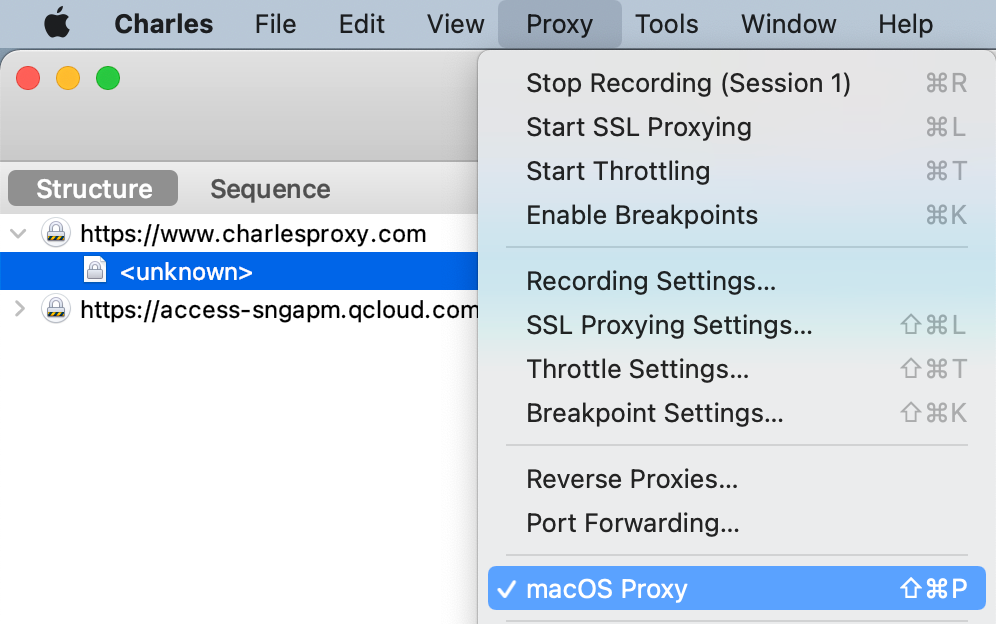 Charles File Edit View Proxy Tools Window Help
Stop Recording (Session 1) ⌘R
Start SSL Proxying ⌘L
Start Throttling ⌘T
Enable Breakpoints ⌘K
Recording Settings...
SSL Proxying Settings... ⇧⌘L
Throttle Settings... ⇧⌘T
Breakpoint Settings... ⇧⌘K
Reverse Proxies...
Port Forwarding...
✓ macOS Proxy ⇧⌘P
Structure Sequence
https://www.charlesproxy.com
<unknown>
https://access-sngapm.qcloud.com